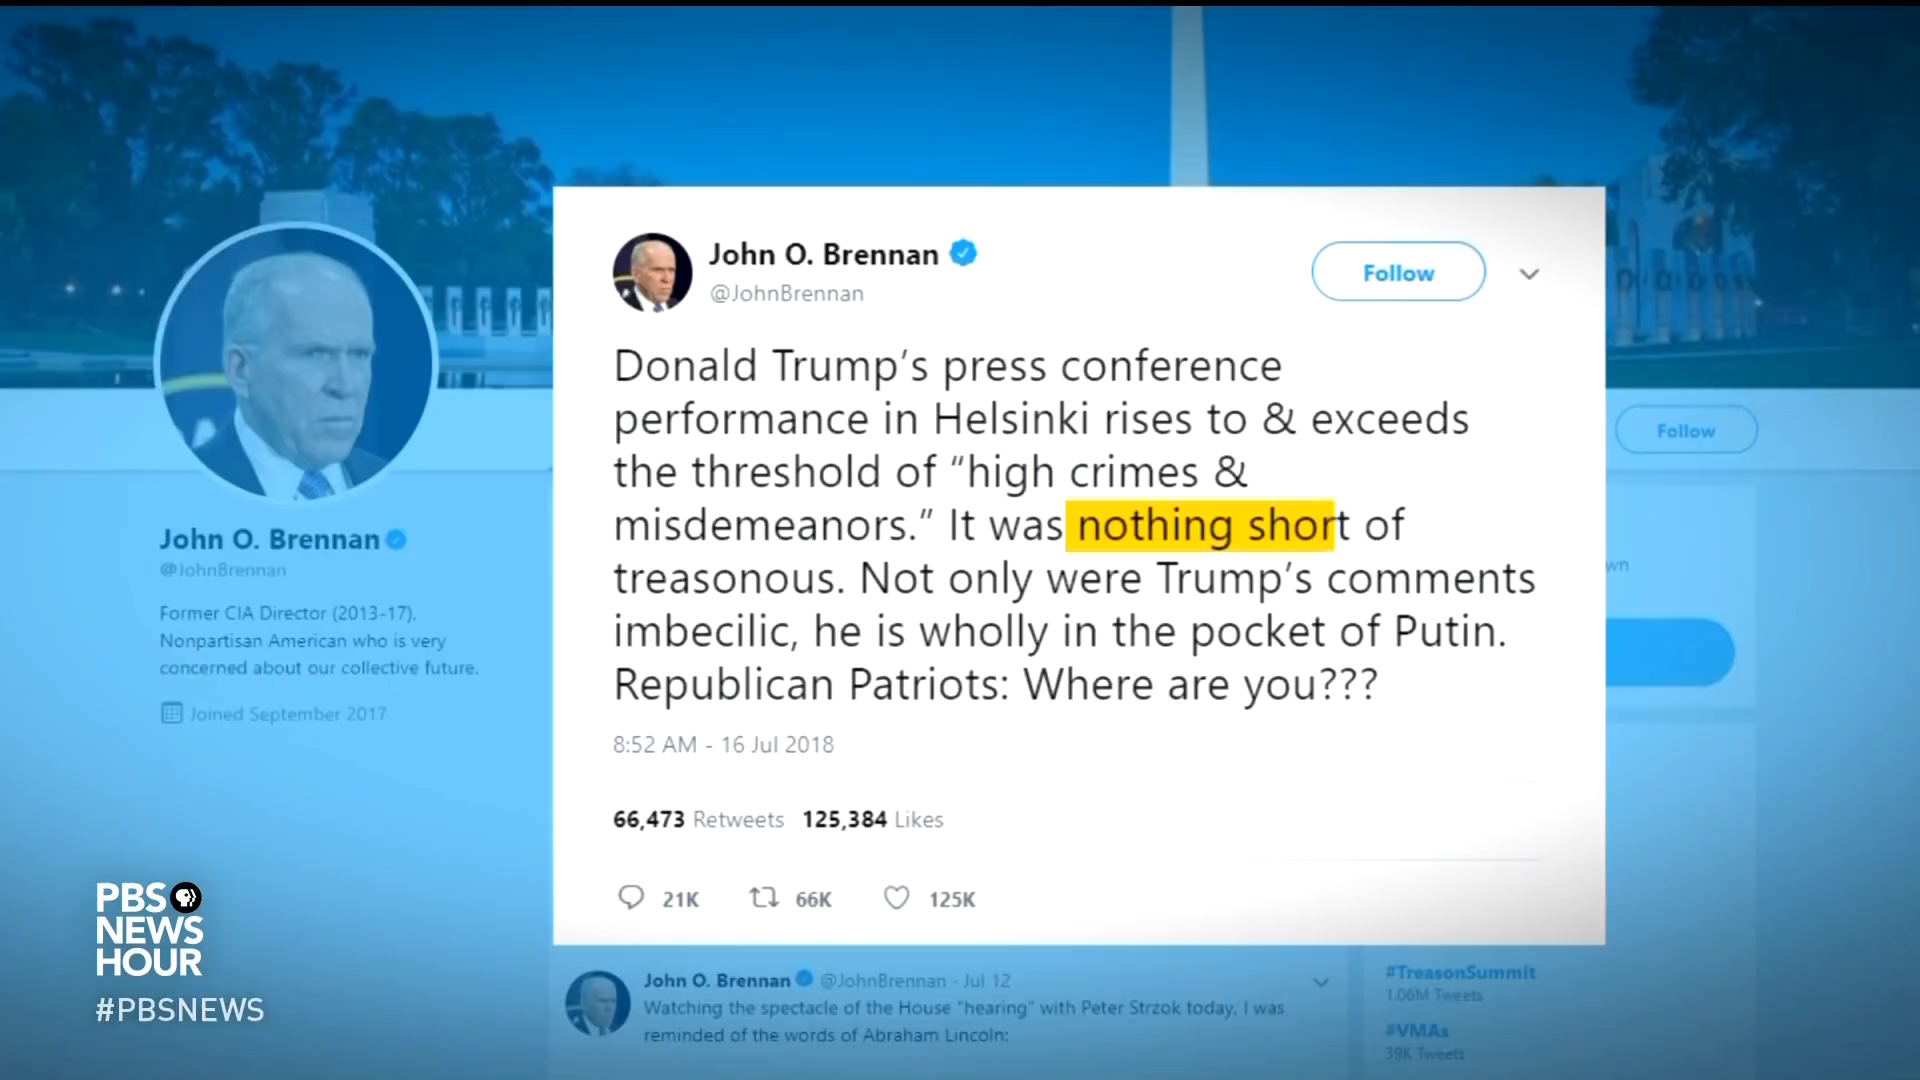 John O. Brennan
@JohnBrennan
Follow
Donald Trump's press conference
performance in Helsinki rises to & exceeds
the threshold of “high crimes &
misdemeanors.” It was nothing short of
treasonous. Not only were Trump's comments
imbecilic, he is wholly in the pocket of Putin.
Republican Patriots: Where are you???
8:52 AM - 16 Jul 2018
66,473 Retweets 125,384 Likes
21K 66K 125K
John O. Brennan
@JohnBrennan
Former CIA Director (2013-17).
Nonpartisan American who is very
concerned about our collective future.
Joined September 2017
Follow
wn
John O. Brennan @JohnBrennan · Jul 12
Watching the spectacle of the House "hearing" with Peter Strzok today, I was
reminded of the words of Abraham Lincoln:
#TreasonSummit
1.06M Tweets
#VMAs
39K Tweets
PBS
NEWS
HOUR
#PBSNEWS